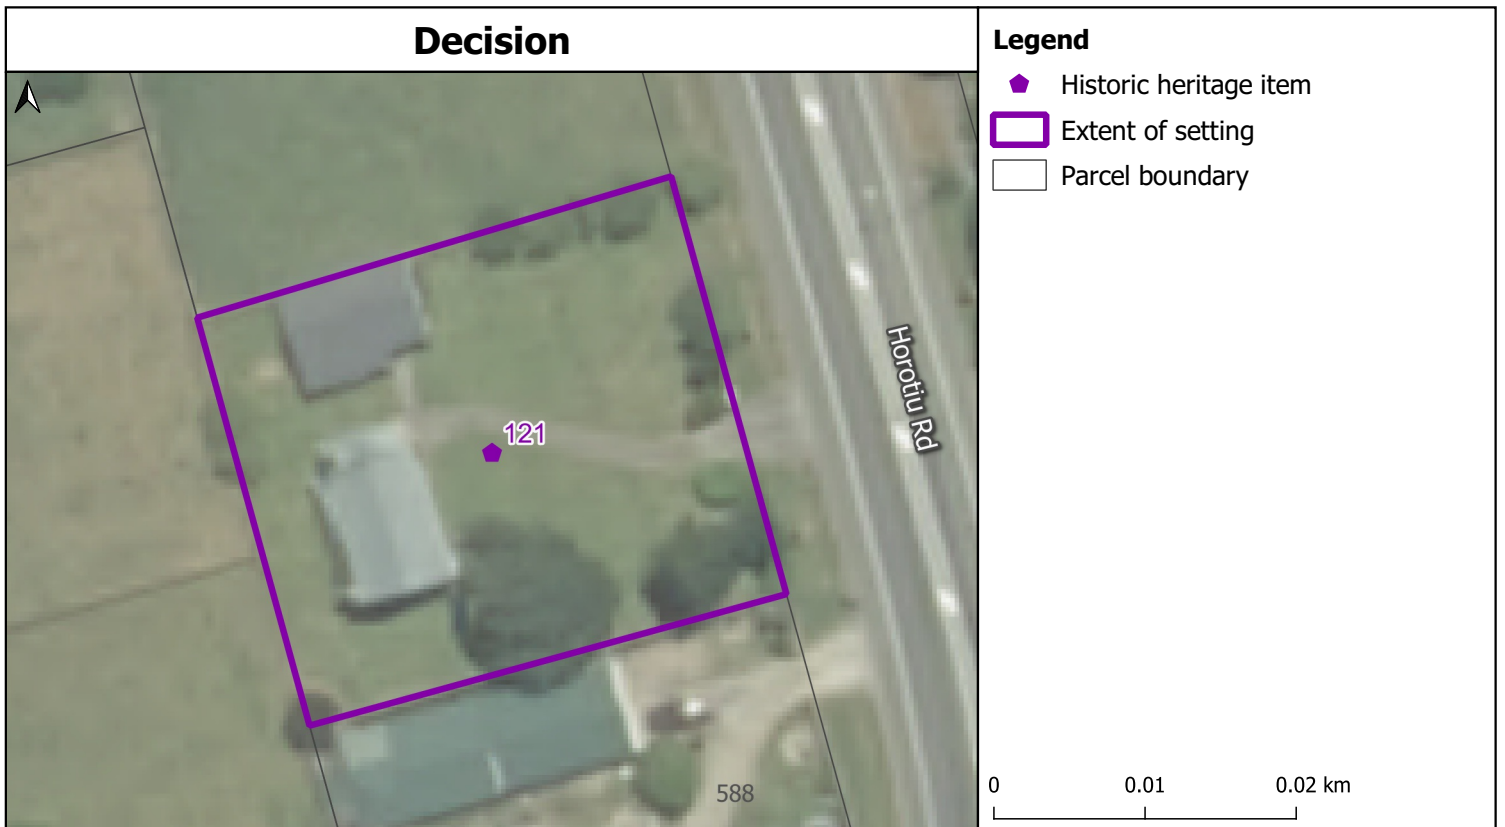 Decision
121
Horotiu Rd
588
Legend
Historic heritage item
Extent of setting
Parcel boundary
0 0.01 0.02 km